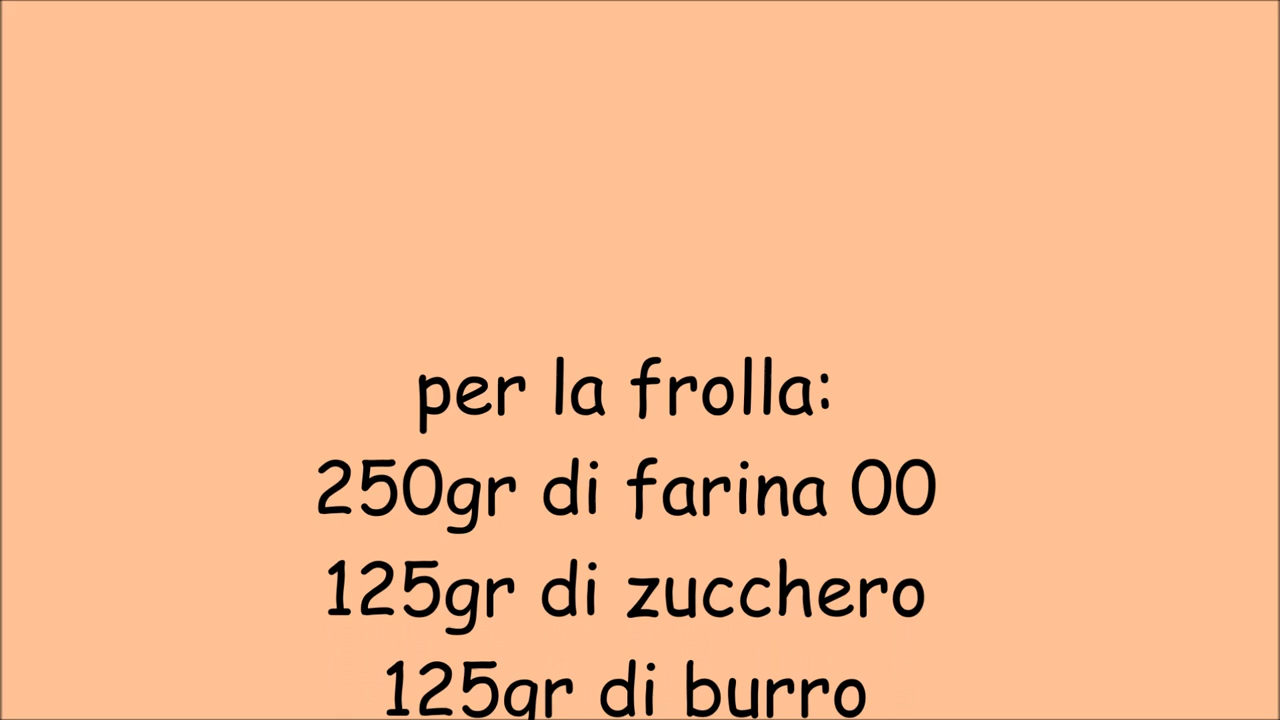 per la frolla:
250gr di farina 00
125gr di zucchero
125gr di burro